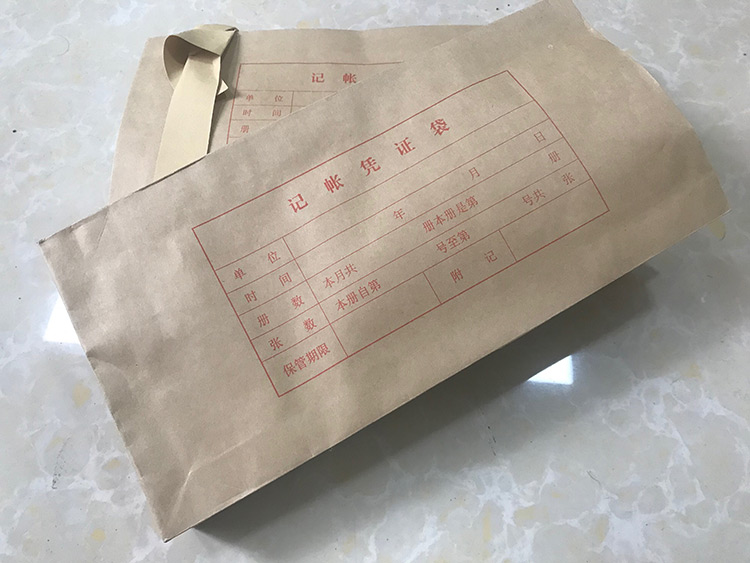 记帐
单位
时间
册
记帐凭证袋
单位
时间 年 月 日
册数 本月共 册本册是第 册
张数 本册自第 号至第 号共 张
保管期限 附记